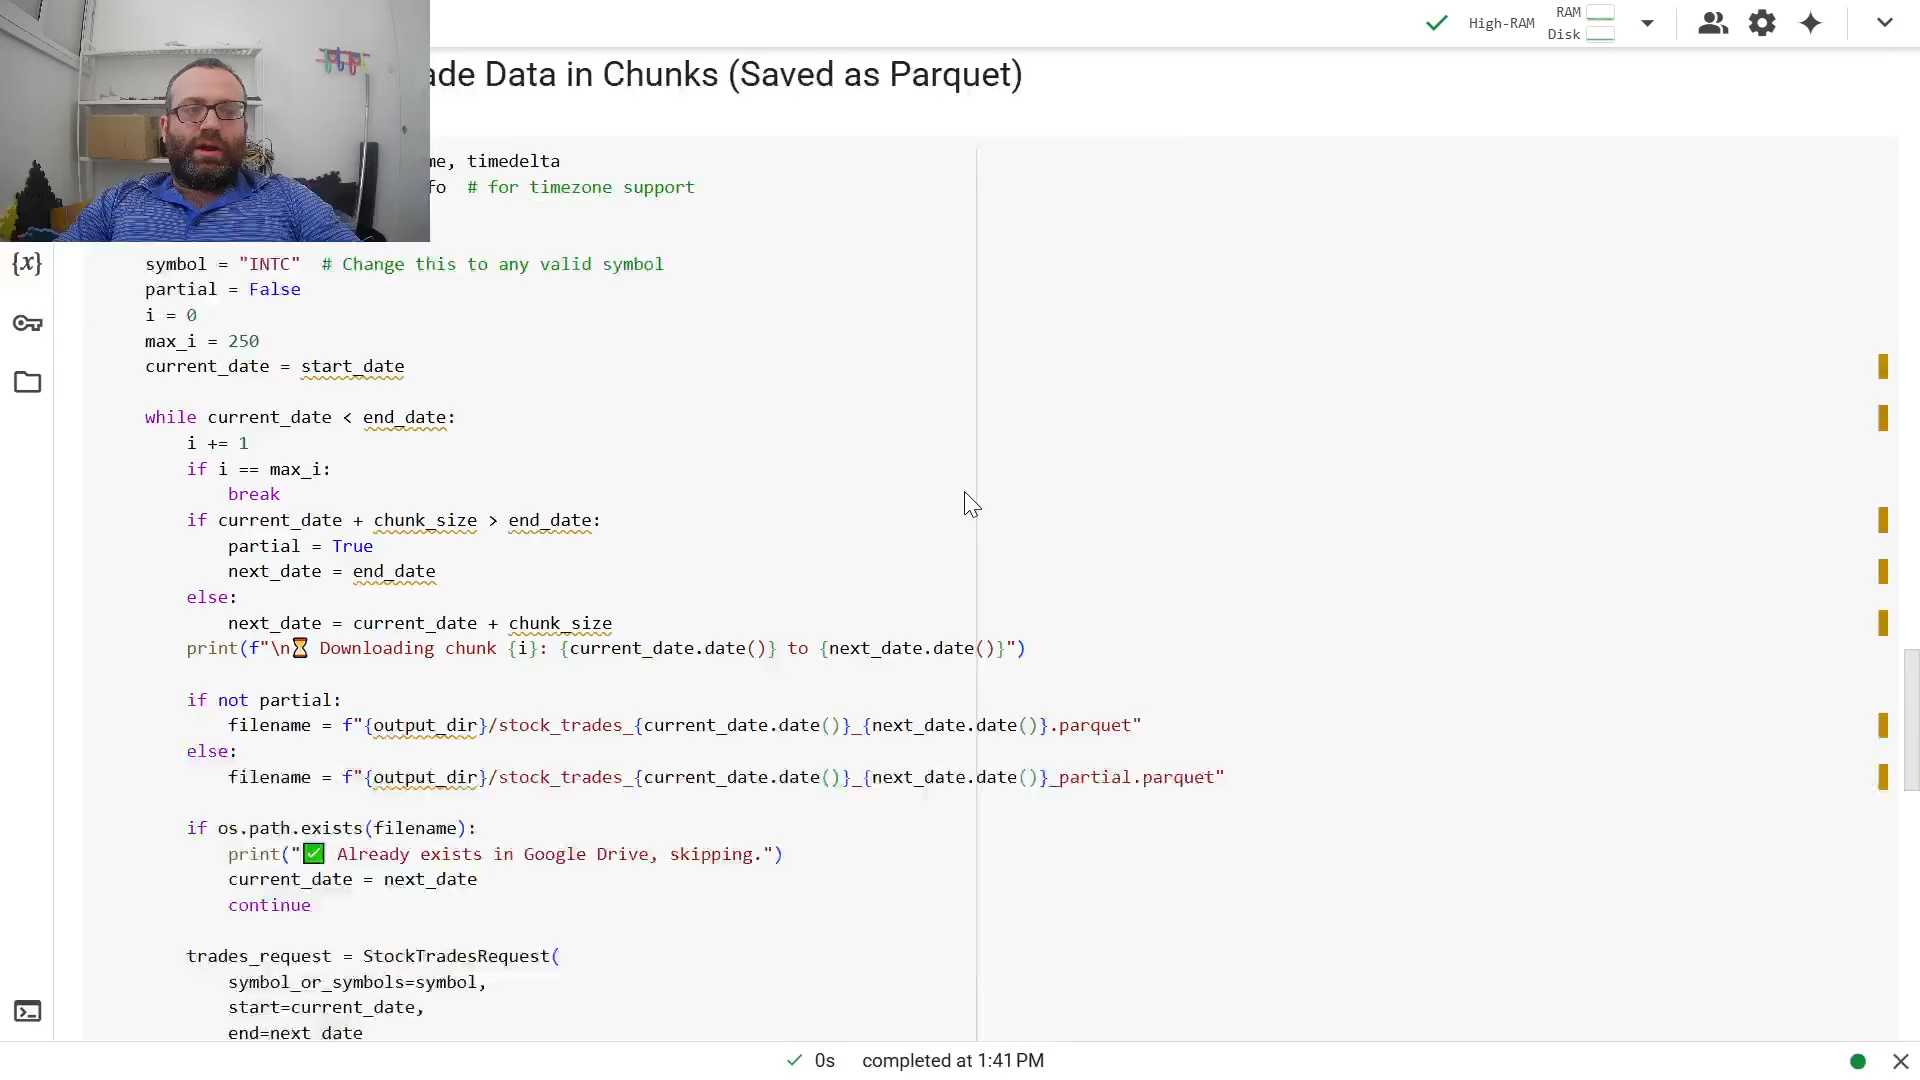 High-RAM
RAM
Disk
ade Data in Chunks (Saved as Parquet)
me, timedelta
fo # for timezone support
{x}
symbol = "INTC" # Change this to any valid symbol
partial = False
i = 0
max_i = 250
current_date = start_date
while current_date < end_date:
i += 1
if i == max_i:
break
if current_date + chunk_size > end_date:
partial = True
next_date = end_date
else:
next_date = current_date + chunk_size
print(f"\n⏳ Downloading chunk {i}: {current_date.date()} to {next_date.date()}")
if not partial:
filename = f"{output_dir}/stock_trades_{current_date.date()}_{next_date.date()}.parquet"
else:
filename = f"{output_dir}/stock_trades_{current_date.date()}_{next_date.date()}_partial.parquet"
if os.path.exists(filename):
print("✅ Already exists in Google Drive, skipping.")
current_date = next_date
continue
trades_request = StockTradesRequest(
symbol_or_symbols=symbol,
start=current_date,
end=next_date
0s completed at 1:41 PM